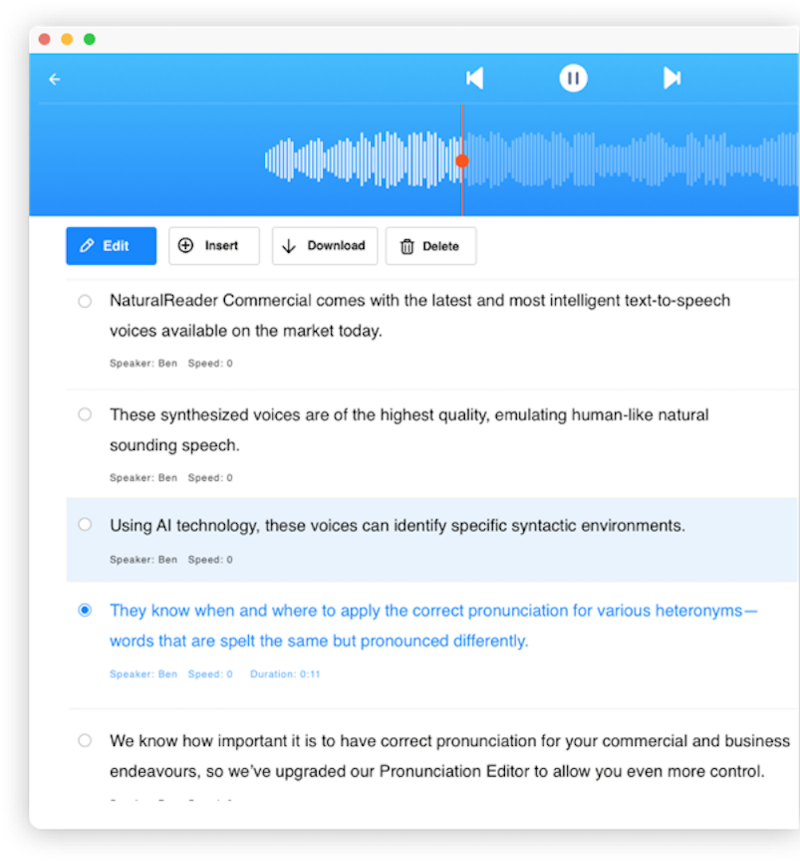 Edit Insert Download Delete
NaturalReader Commercial comes with the latest and most intelligent text-to-speech
voices available on the market today.
Speaker: Ben Speed: 0
These synthesized voices are of the highest quality, emulating human-like natural
sounding speech.
Speaker: Ben Speed: 0
Using AI technology, these voices can identify specific syntactic environments.
Speaker: Ben Speed: 0
They know when and where to apply the correct pronunciation for various heteronyms—
words that are spelt the same but pronounced differently.
Speaker: Ben Speed: 0 Duration: 0:11
We know how important it is to have correct pronunciation for your commercial and business
endeavours, so we've upgraded our Pronunciation Editor to allow you even more control.